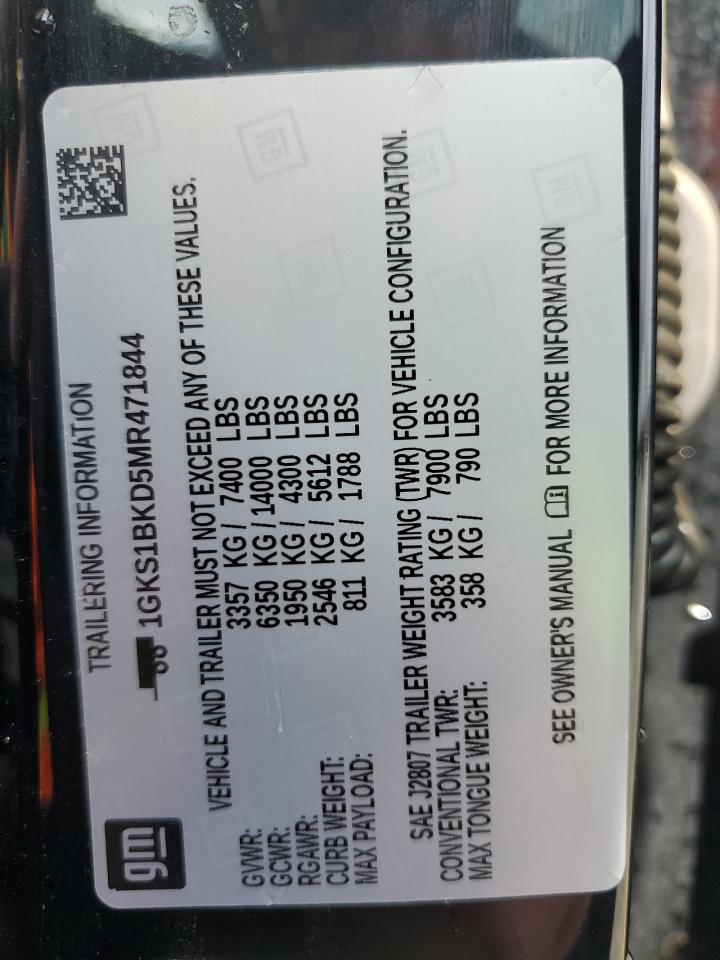 gm
TRAILERING INFORMATION
1GKS1BKD5MR471844
VEHICLE AND TRAILER MUST NOT EXCEED ANY OF THESE VALUES.
GVWR: 3357 KG / 7400 LBS
GCWR: 6350 KG / 14000 LBS
RGAWR: 1950 KG / 4300 LBS
CURB WEIGHT: 2546 KG / 5612 LBS
MAX PAYLOAD: 811 KG / 1788 LBS
SAE J2807 TRAILER WEIGHT RATING (TWR) FOR VEHICLE CONFIGURATION.
CONVENTIONAL TWR: 3583 KG / 7900 LBS
MAX TONGUE WEIGHT: 358 KG / 790 LBS
SEE OWNER'S MANUAL FOR MORE INFORMATION